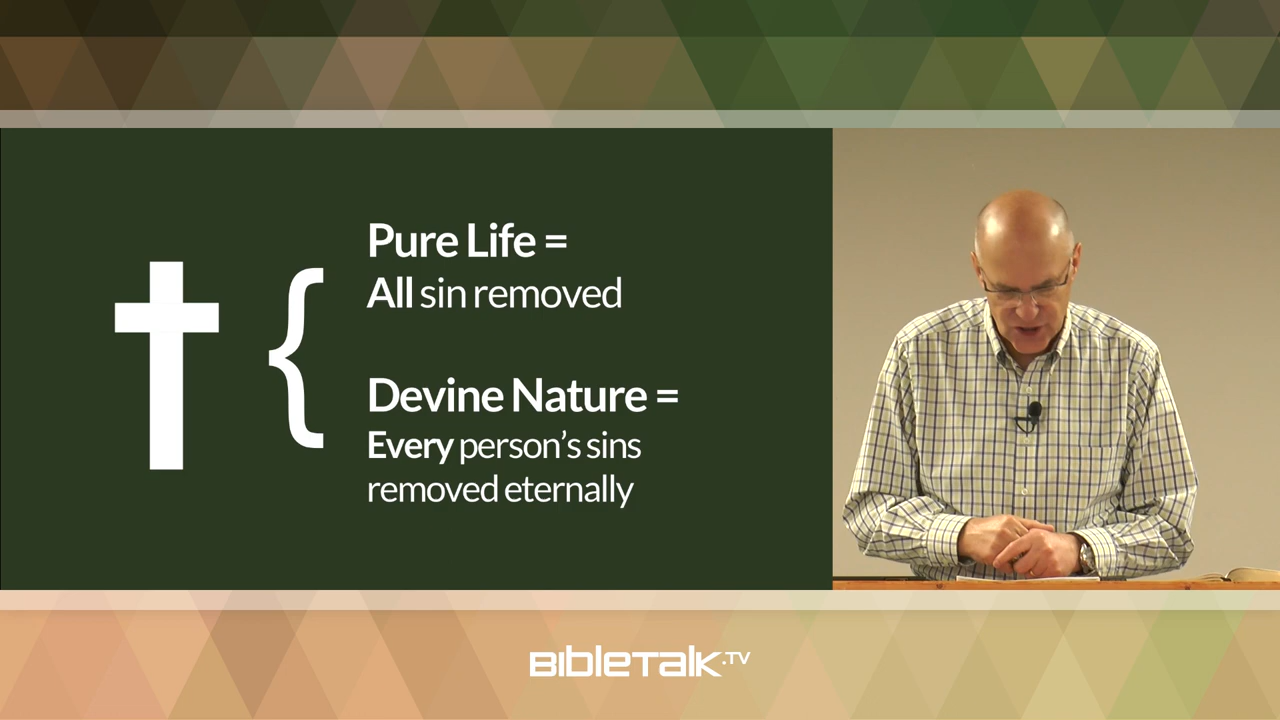 Pure Life =
All sin removed
Devine Nature =
Every person's sins
removed eternally
BibleTalk.TV